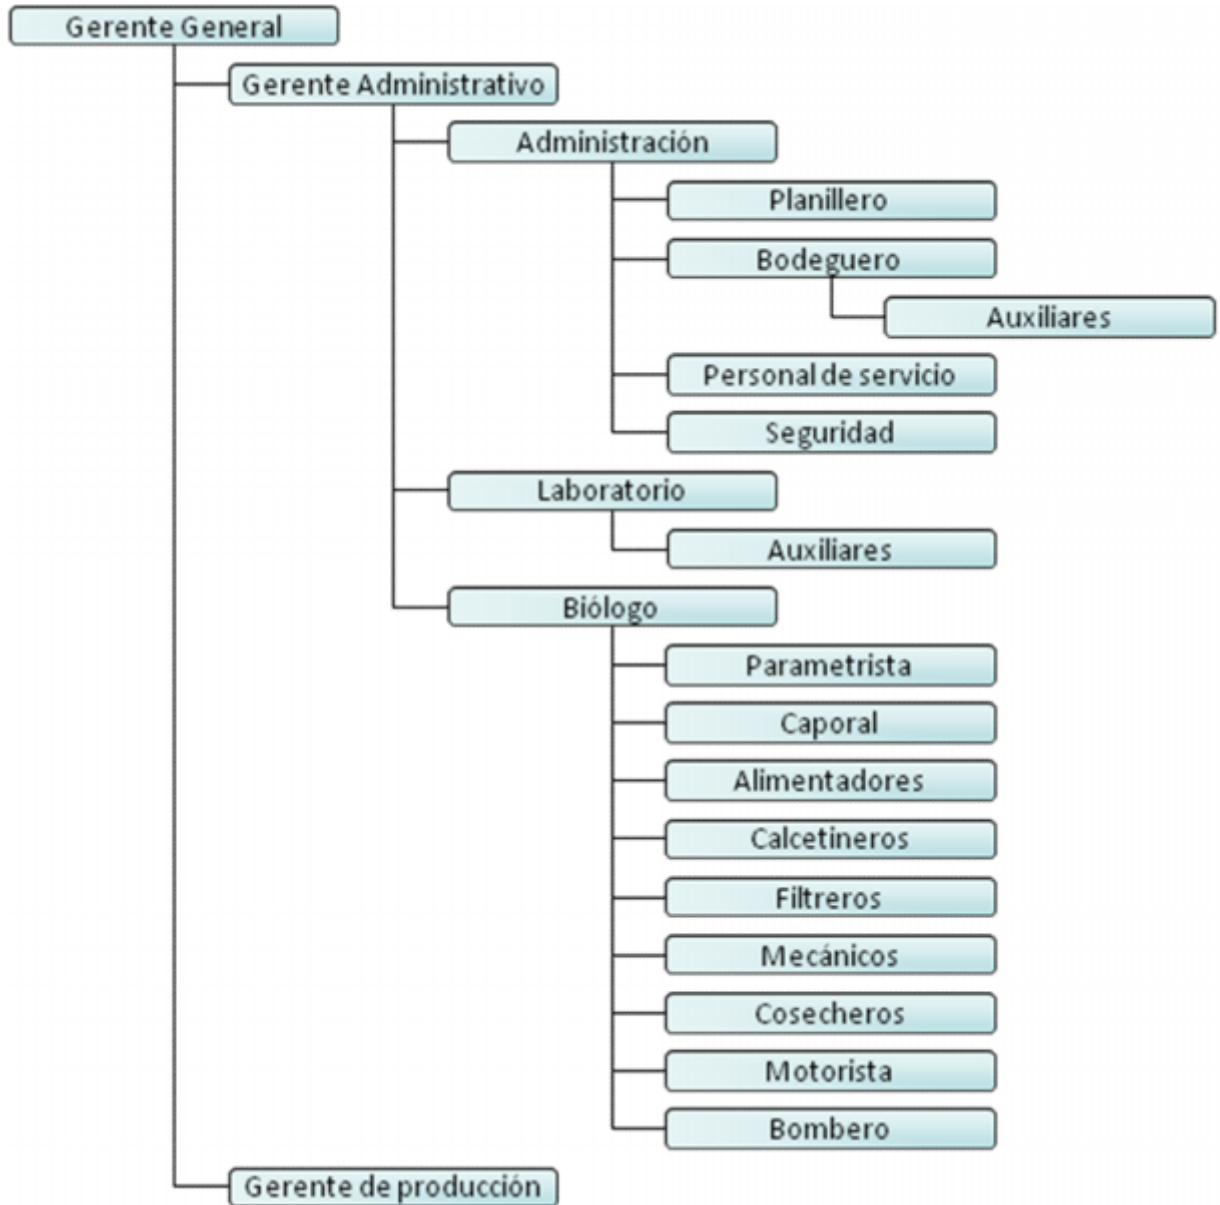 Gerente General
Gerente Administrativo
Administración
Planillero
Bodeguero
Auxiliares
Personal de servicio
Seguridad
Laboratorio
Auxiliares
Biólogo
Parametrista
Caporal
Alimentadores
Calcetineros
Filtreros
Mecánicos
Cosecheros
Motorista
Bombero
Gerente de producción